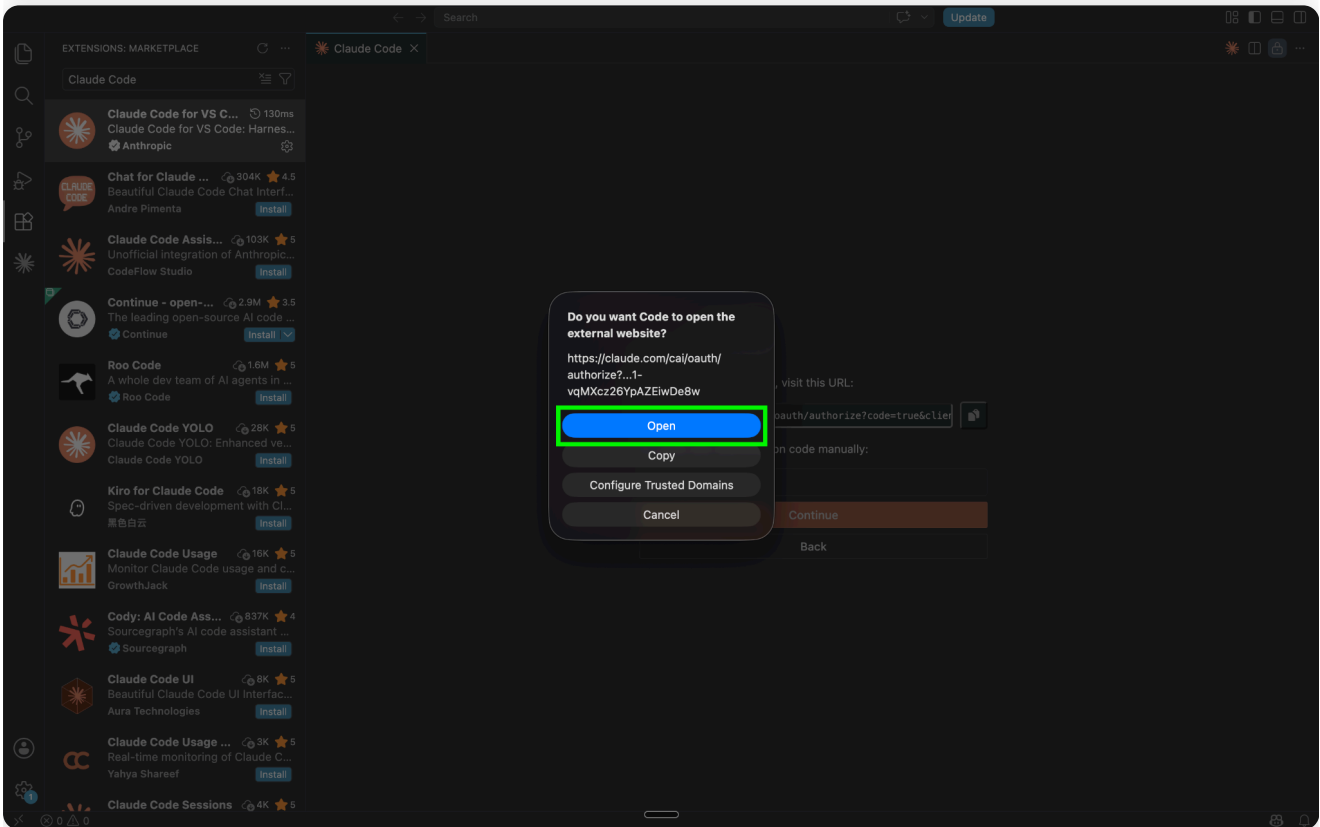 Search
Update
EXTENSIONS: MARKETPLACE
Claude Code
Claude Code
Claude Code for VS C... 130ms
Claude Code for VS Code: Harnes...
Anthropic
CLAUDE
CODE
Chat for Claude ... 304K 4.5
Beautiful Claude Code Chat Interf...
Andre Pimenta Install
Claude Code Assis... 103K 5
Unofficial integration of Anthropic...
CodeFlow Studio Install
Continue - open-... 2.9M 3.5
The leading open-source AI code ...
Continue Install
Roo Code 1.6M 5
A whole dev team of AI agents in ...
Roo Code Install
Claude Code YOLO 28K 5
Claude Code YOLO: Enhanced ve...
Claude Code YOLO Install
Kiro for Claude Code 18K 5
Spec-driven development with Cl...
黑色白云 Install
Claude Code Usage 16K 5
Monitor Claude Code usage and c...
GrowthJack Install
Cody: AI Code Ass... 837K 4
Sourcegraph's AI code assistant ...
Sourcegraph Install
Claude Code UI 8K 5
Beautiful Claude Code UI Interfac...
Aura Technologies Install
Claude Code Usage ... 3K 5
Real-time monitoring of Claude C...
Yahya Shareef Install
Claude Code Sessions 4K 5
1
0 0
Do you want Code to open the
external website?
https://claude.com/cai/oauth/
authorize?...1-
vqMXcz26YpAZEiwDe8w
Open
Copy
Configure Trusted Domains
Cancel
, visit this URL:
oauth/authorize?code=true&clien
on code manually:
Continue
Back